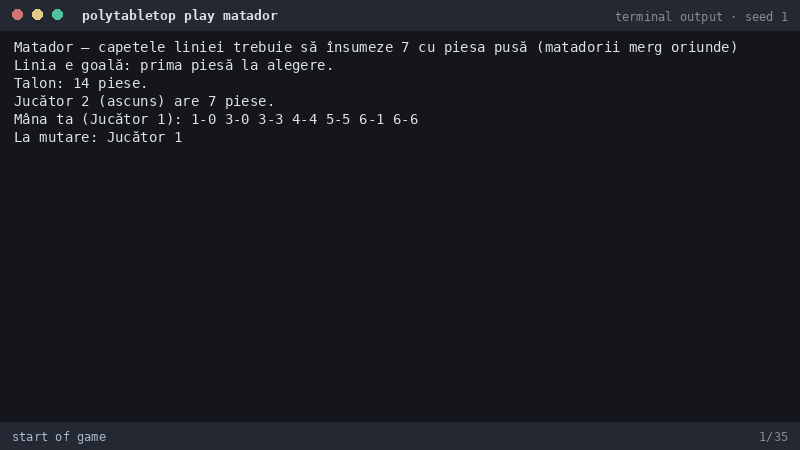 polytabletop play matador
terminal output · seed 1
Matador — capetele liniei trebuie să însumeze 7 cu piesa pusă (matadorii merg oriunde)
Linia e goală: prima piesă la alegere.
Talon: 14 piese.
Jucător 2 (ascuns) are 7 piese.
Mâna ta (Jucător 1): 1-0 3-0 3-3 4-4 5-5 6-1 6-6
La mutare: Jucător 1
start of game
1/35